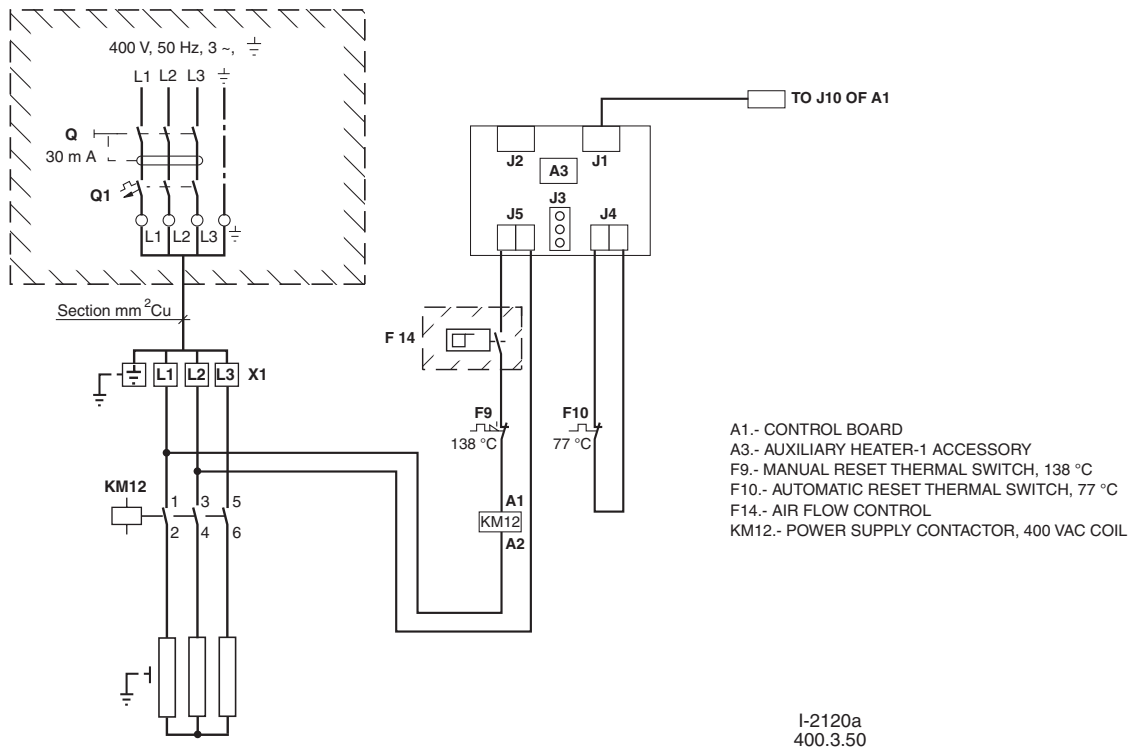 400 V, 50 Hz, 3 ~,
L1 L2 L3
Q
30 m A
Q1
L1 L2 L3
Section mm²Cu
L1 L2 L3 X1
KM12
1 3 5
2 4 6
TO J10 OF A1
J2 J1
A3
J3
J5 J4
F 14
F9
138 °C
F10
77 °C
A1
KM12
A2
A1.- CONTROL BOARD
A3.- AUXILIARY HEATER-1 ACCESSORY
F9.- MANUAL RESET THERMAL SWITCH, 138 °C
F10.- AUTOMATIC RESET THERMAL SWITCH, 77 °C
F14.- AIR FLOW CONTROL
KM12.- POWER SUPPLY CONTACTOR, 400 VAC COIL
I-2120a
400.3.50